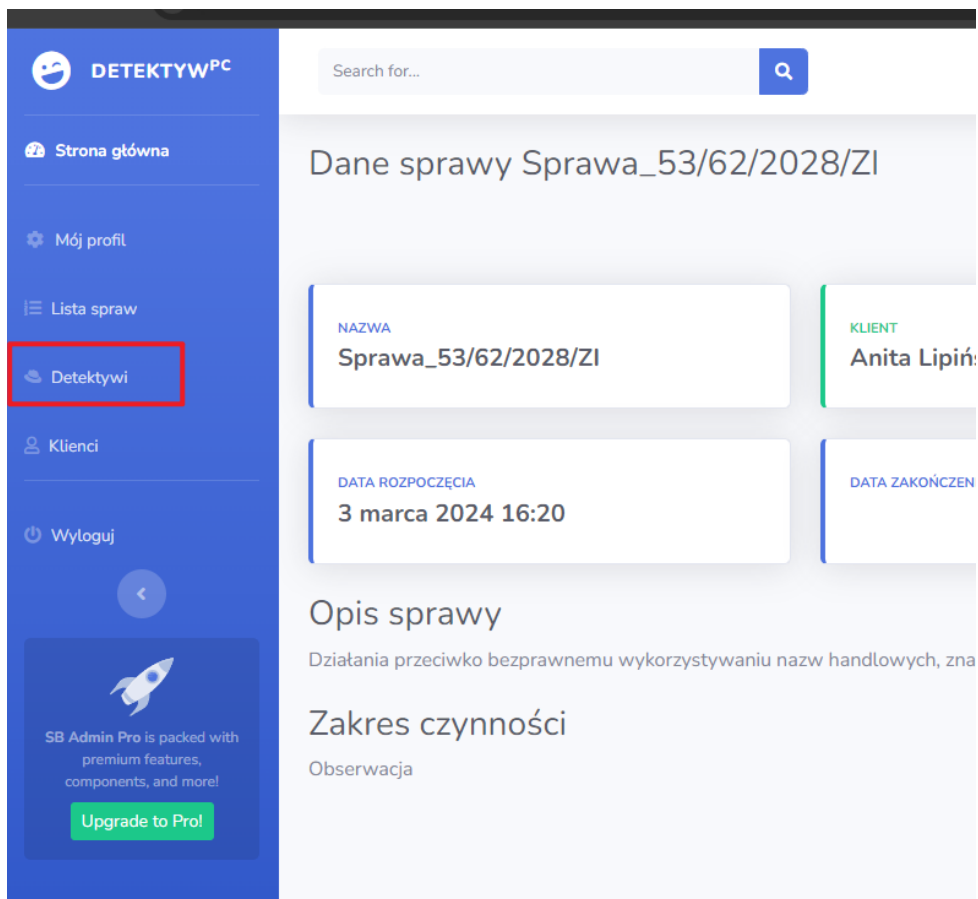 DETEKTYWPC
Search for...
Strona główna
Mój profil
Lista spraw
Detektywi
Klienci
Wyloguj
SB Admin Pro is packed with
premium features,
components, and more!
Upgrade to Pro!
Dane sprawy Sprawa_53/62/2028/ZI
NAZWA
Sprawa_53/62/2028/ZI
KLIENT
Anita
DATA ROZPOCZĘCIA
3 marca 2024 16:20
DATA
Opis sprawy
Działania przeciwko bezprawnemu wykorzystywaniu nazw handlowych,
Zakres czynności
Obserwacja